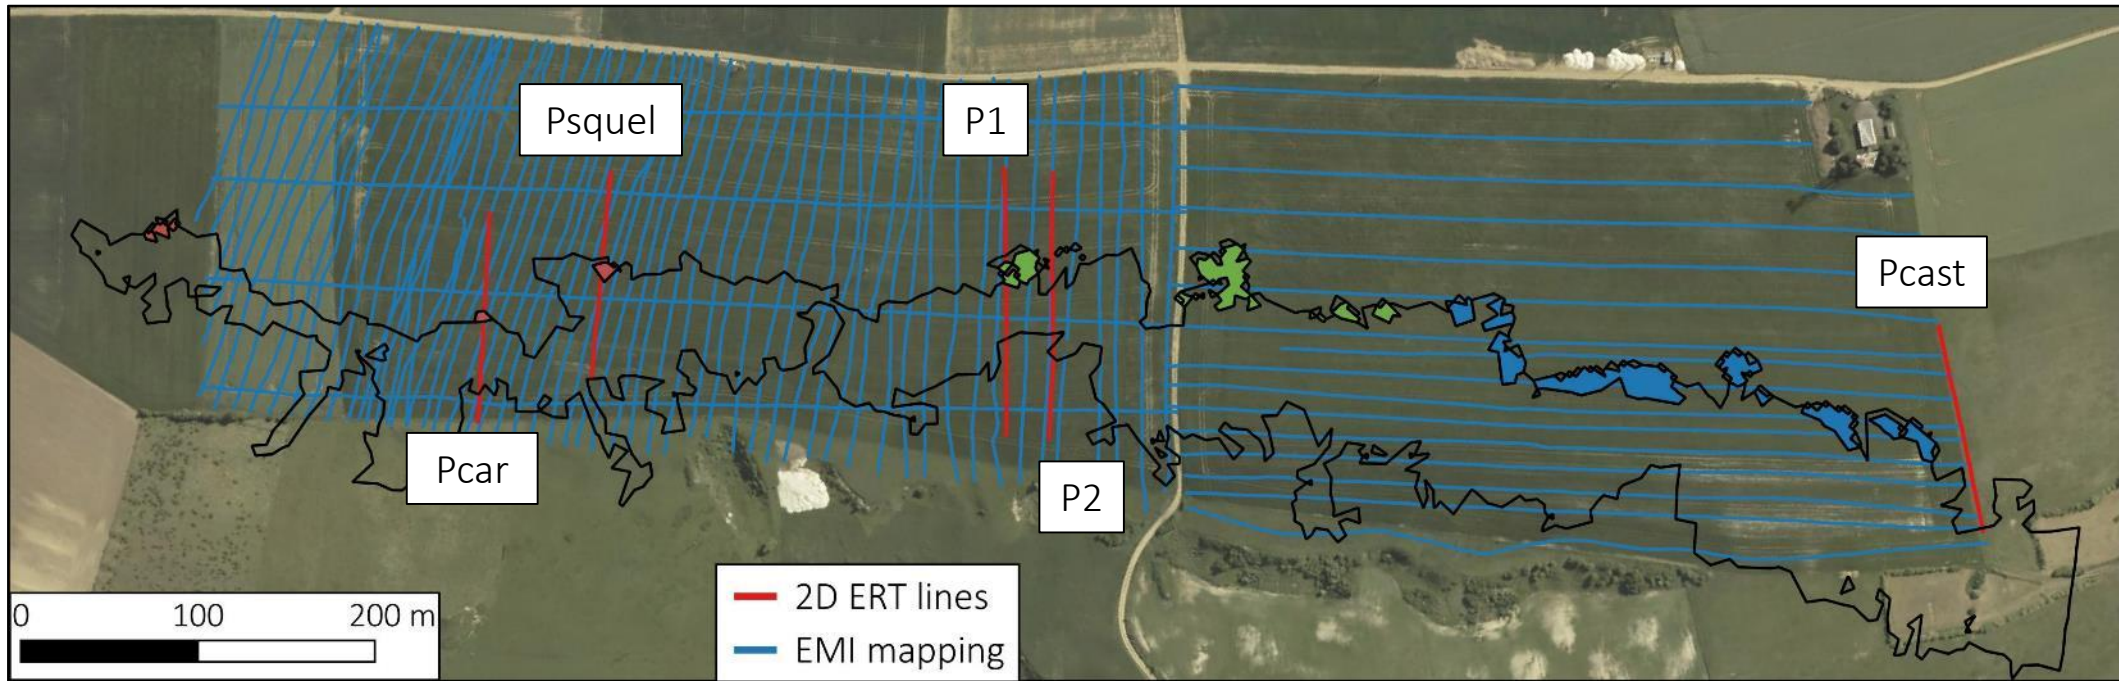 Psquel
P1
Pcast
Pcar
P2
0 100 200 m
2D ERT lines
EMI mapping